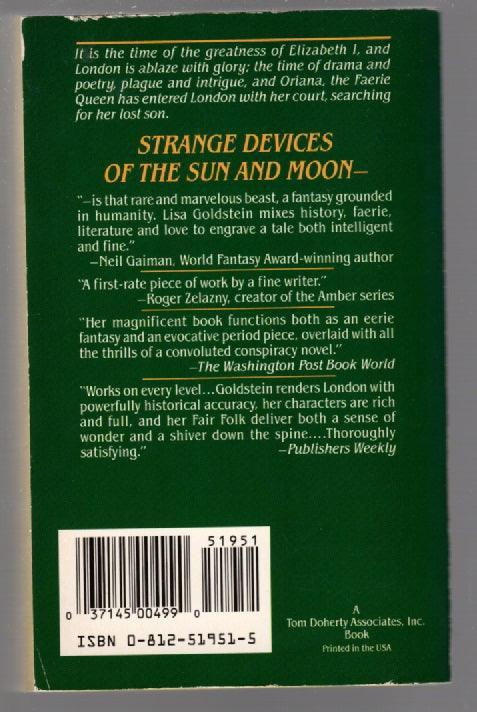 It is the time of the greatness of Elizabeth I, and
London is ablaze with glory; the time of drama and
poetry, plague and intrigue, and Oriana, the Faerie
Queen has entered London with her court, searching
for her lost son.
STRANGE DEVICES
OF THE SUN AND MOON—
"—is that rare and marvelous beast, a fantasy grounded
in humanity. Lisa Goldstein mixes history, faerie,
literature and love to engrave a tale both intelligent
and fine."
—Neil Gaiman, World Fantasy Award-winning author
"A first-rate piece of work by a fine writer."
—Roger Zelazny, creator of the Amber series
"Her magnificent book functions both as an eerie
fantasy and an evocative period piece, overlaid with all
the thrills of a convoluted conspiracy novel."
—The Washington Post Book World
"Works on every level...Goldstein renders London with
powerfully historical accuracy, her characters are rich
and full, and her Fair Folk deliver both a sense of
wonder and a shiver down the spine....Thoroughly
satisfying." —Publishers Weekly
51951
0 37145 00499 0
ISBN 0-812-51951-5
A
Tom Doherty Associates, Inc.
Book
Printed in the USA